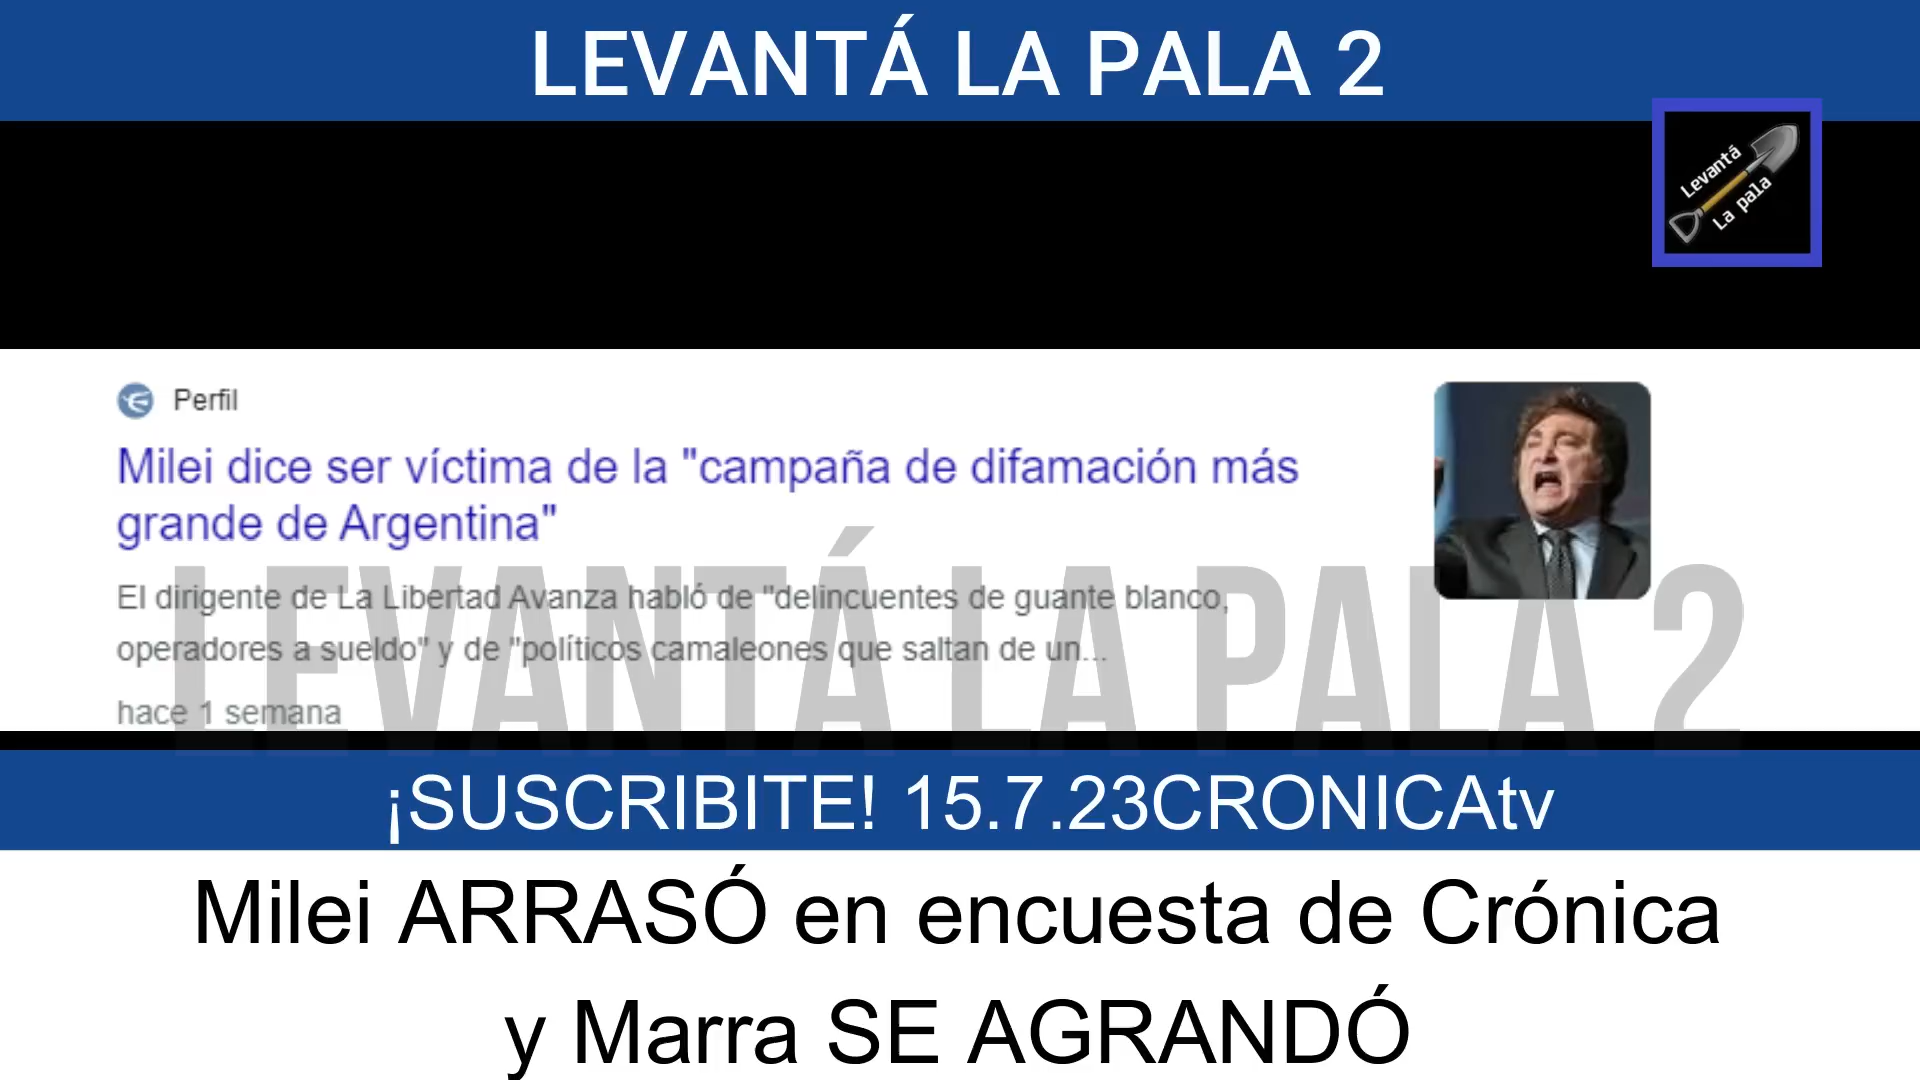 LEVANTÁ LA PALA 2
Levantá
La pala
Perfil
Milei dice ser víctima de la "campaña de difamación más
grande de Argentina"
El dirigente de La Libertad Avanza habló de "delincuentes de guante blanco,
operadores a sueldo" y de "políticos camaleones que saltan de un...
hace 1 semana
LEVANTÁ LA PALA 2
¡SUSCRIBITE! 15.7.23CRONICAtv
Milei ARRASÓ en encuesta de Crónica
y Marra SE AGRANDÓ